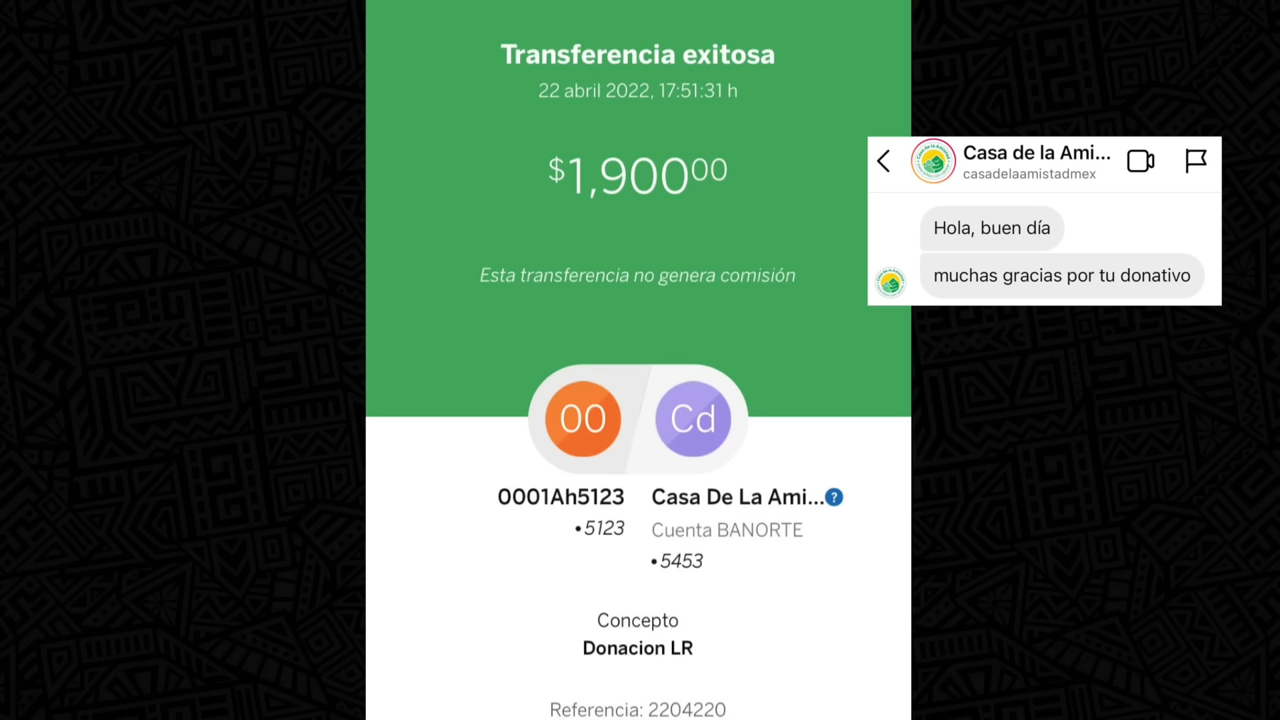 Transferencia exitosa
22 abril 2022, 17:51:31 h
$1,900⁰⁰
Esta transferencia no genera comisión
00
Cd
0001Ah5123
•5123
Casa De La Ami...
?
Cuenta BANORTE
•5453
Concepto
Donacion LR
Referencia: 2204220
Casa de la Ami...
casadelaamistadmex
Hola, buen día
muchas gracias por tu donativo